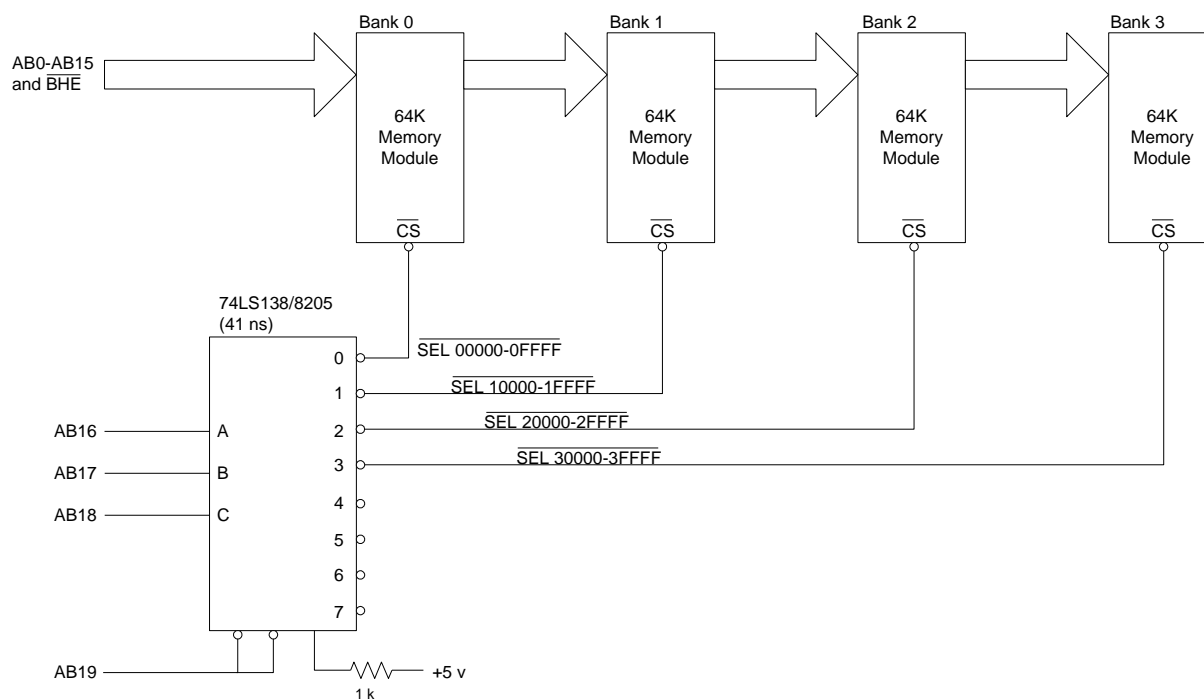 Bank 0
Bank 1
Bank 2
Bank 3
AB0-AB15
and BHE
64K
Memory
Module
CS
64K
Memory
Module
CS
64K
Memory
Module
CS
64K
Memory
Module
CS
74LS138/8205
(41 ns)
0
SEL 00000-0FFFF
1
SEL 10000-1FFFF
AB16
A
2
SEL 20000-2FFFF
AB17
B
3
SEL 30000-3FFFF
AB18
C
4
5
6
7
AB19
+5 v
1 k